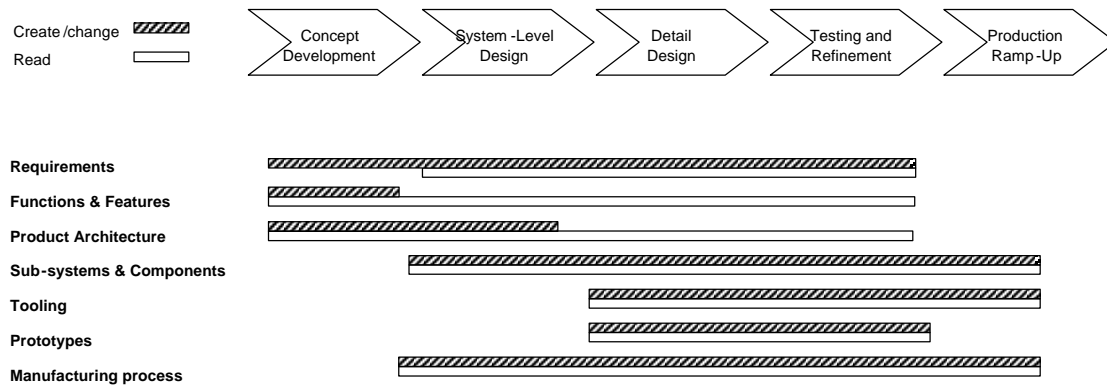 Create/change
Read
Concept
Development
System-Level
Design
Detail
Design
Testing and
Refinement
Production
Ramp-Up
Requirements
Functions & Features
Product Architecture
Sub-systems & Components
Tooling
Prototypes
Manufacturing process